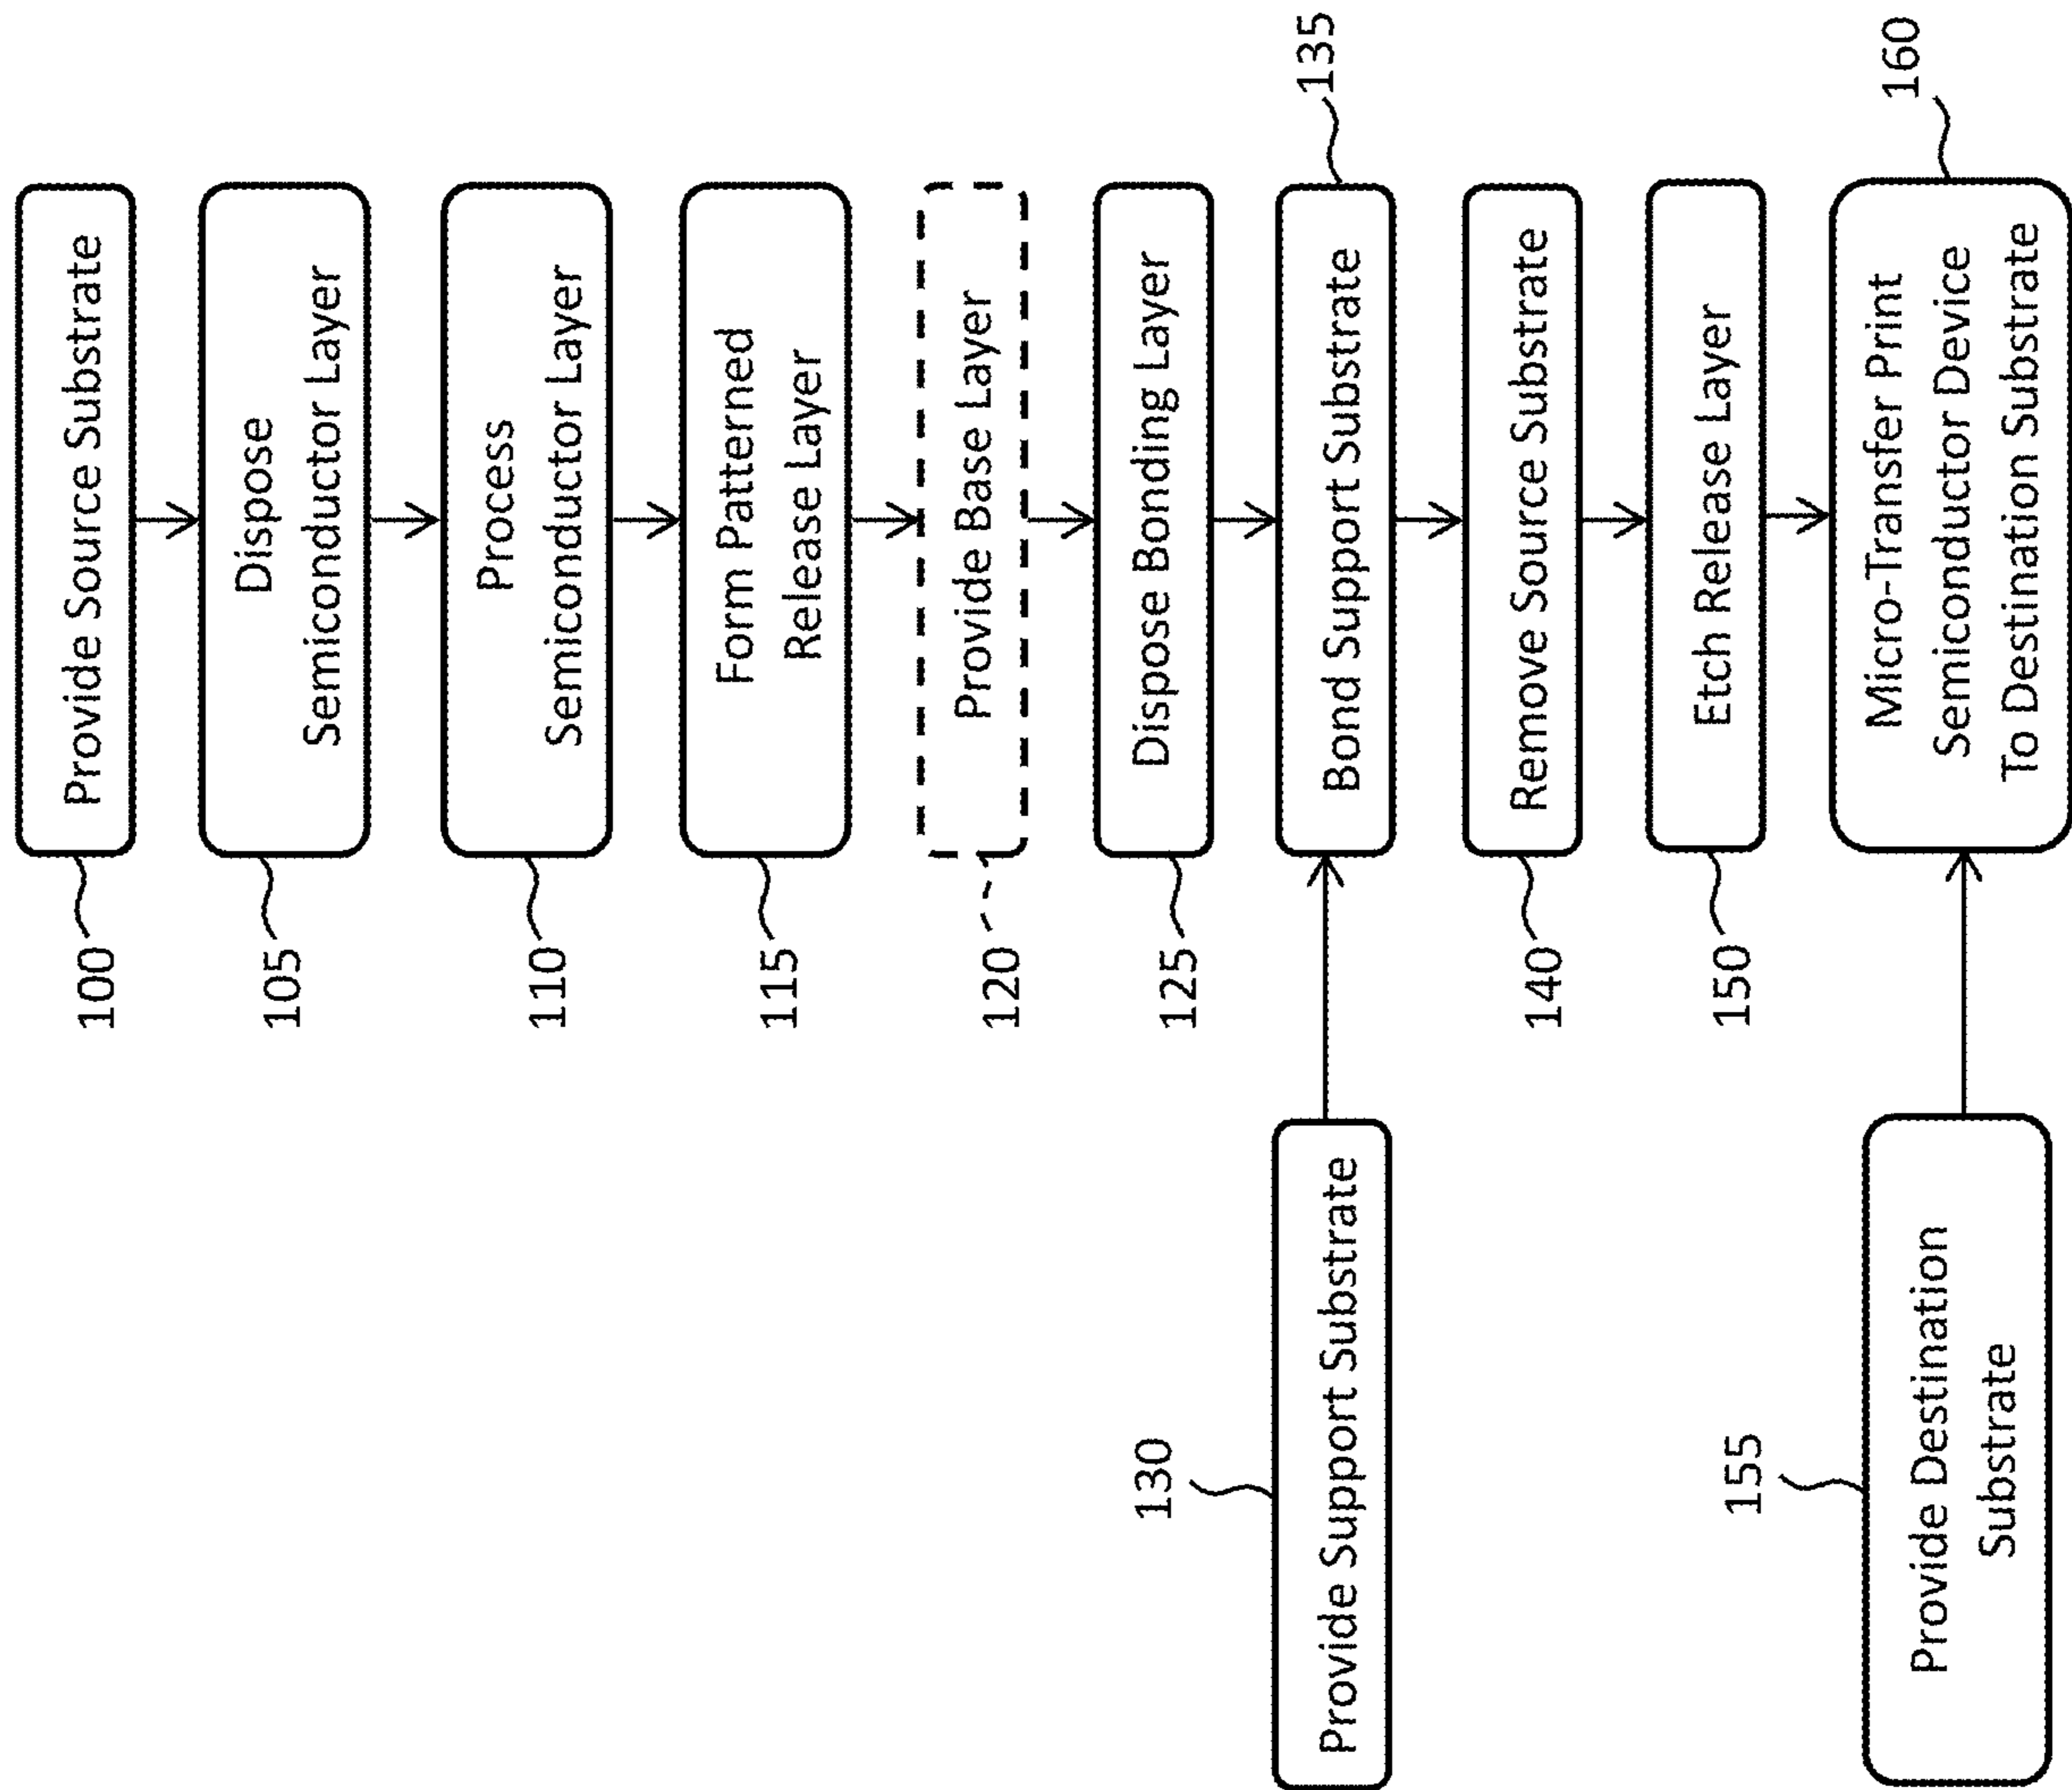 100
Provide Source Substrate
105
Dispose
Semiconductor Layer
110
Process
Semiconductor Layer
115
Form Patterned
Release Layer
120
Provide Base Layer
125
Dispose Bonding Layer
130
Provide Support Substrate
Bond Support Substrate
135
140
Remove Source Substrate
150
Etch Release Layer
155
Provide Destination
Substrate
Micro-Transfer Print
Semiconductor Device
To Destination Substrate
160